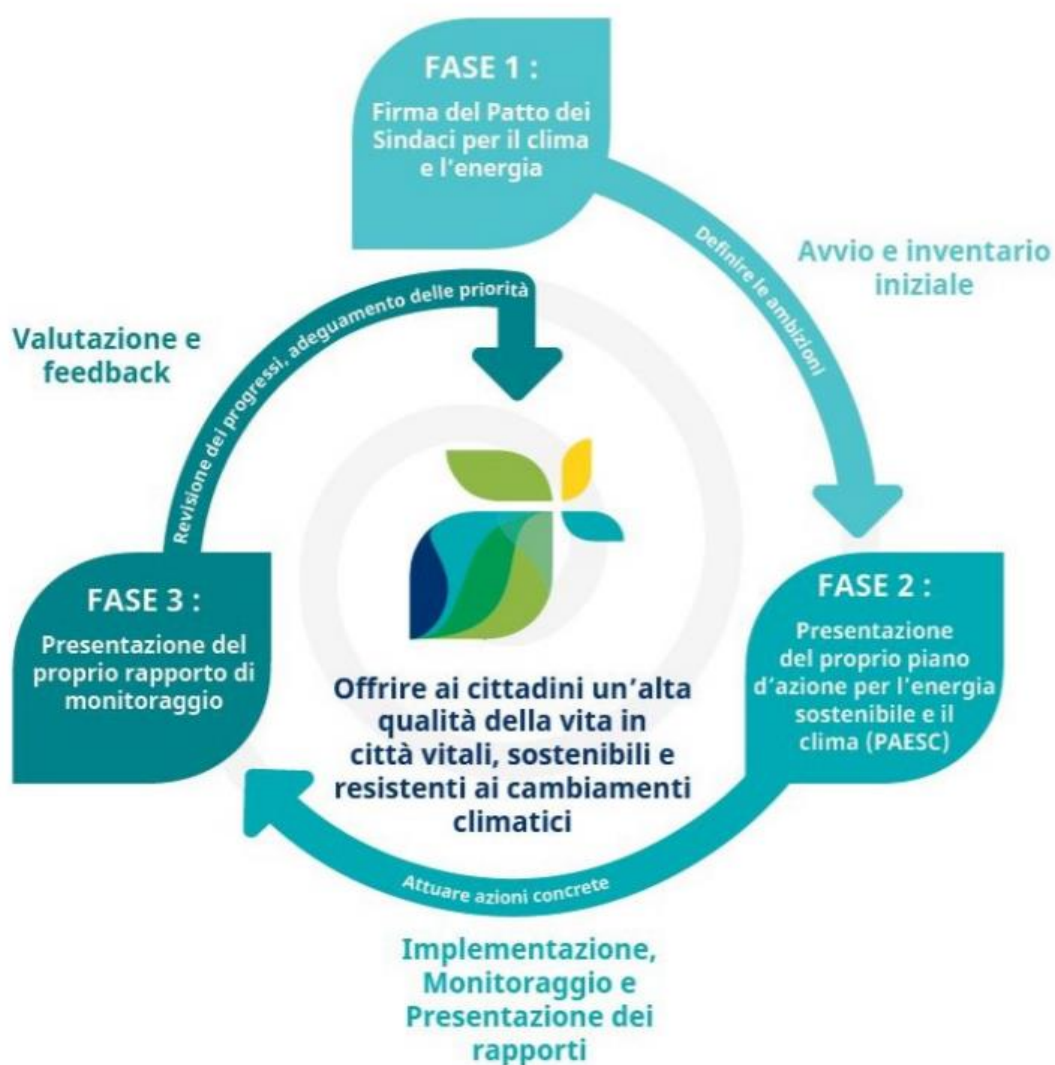 FASE 1 :
Firma del Patto dei
Sindaci per il clima
e l'energia
Definire le ambizioni
Avvio e inventario
iniziale
FASE 2 :
Presentazione
del proprio piano
d'azione per l'energia
sostenibile e il
clima (PAESC)
Attuare azioni concrete
Implementazione,
Monitoraggio e
Presentazione dei
rapporti
FASE 3 :
Presentazione del
proprio rapporto di
monitoraggio
Revisione dei progressi, adeguamento delle priorità
Valutazione e
feedback
Offrire ai cittadini un'alta
qualità della vita in
città vitali, sostenibili e
resistenti ai cambiamenti
climatici